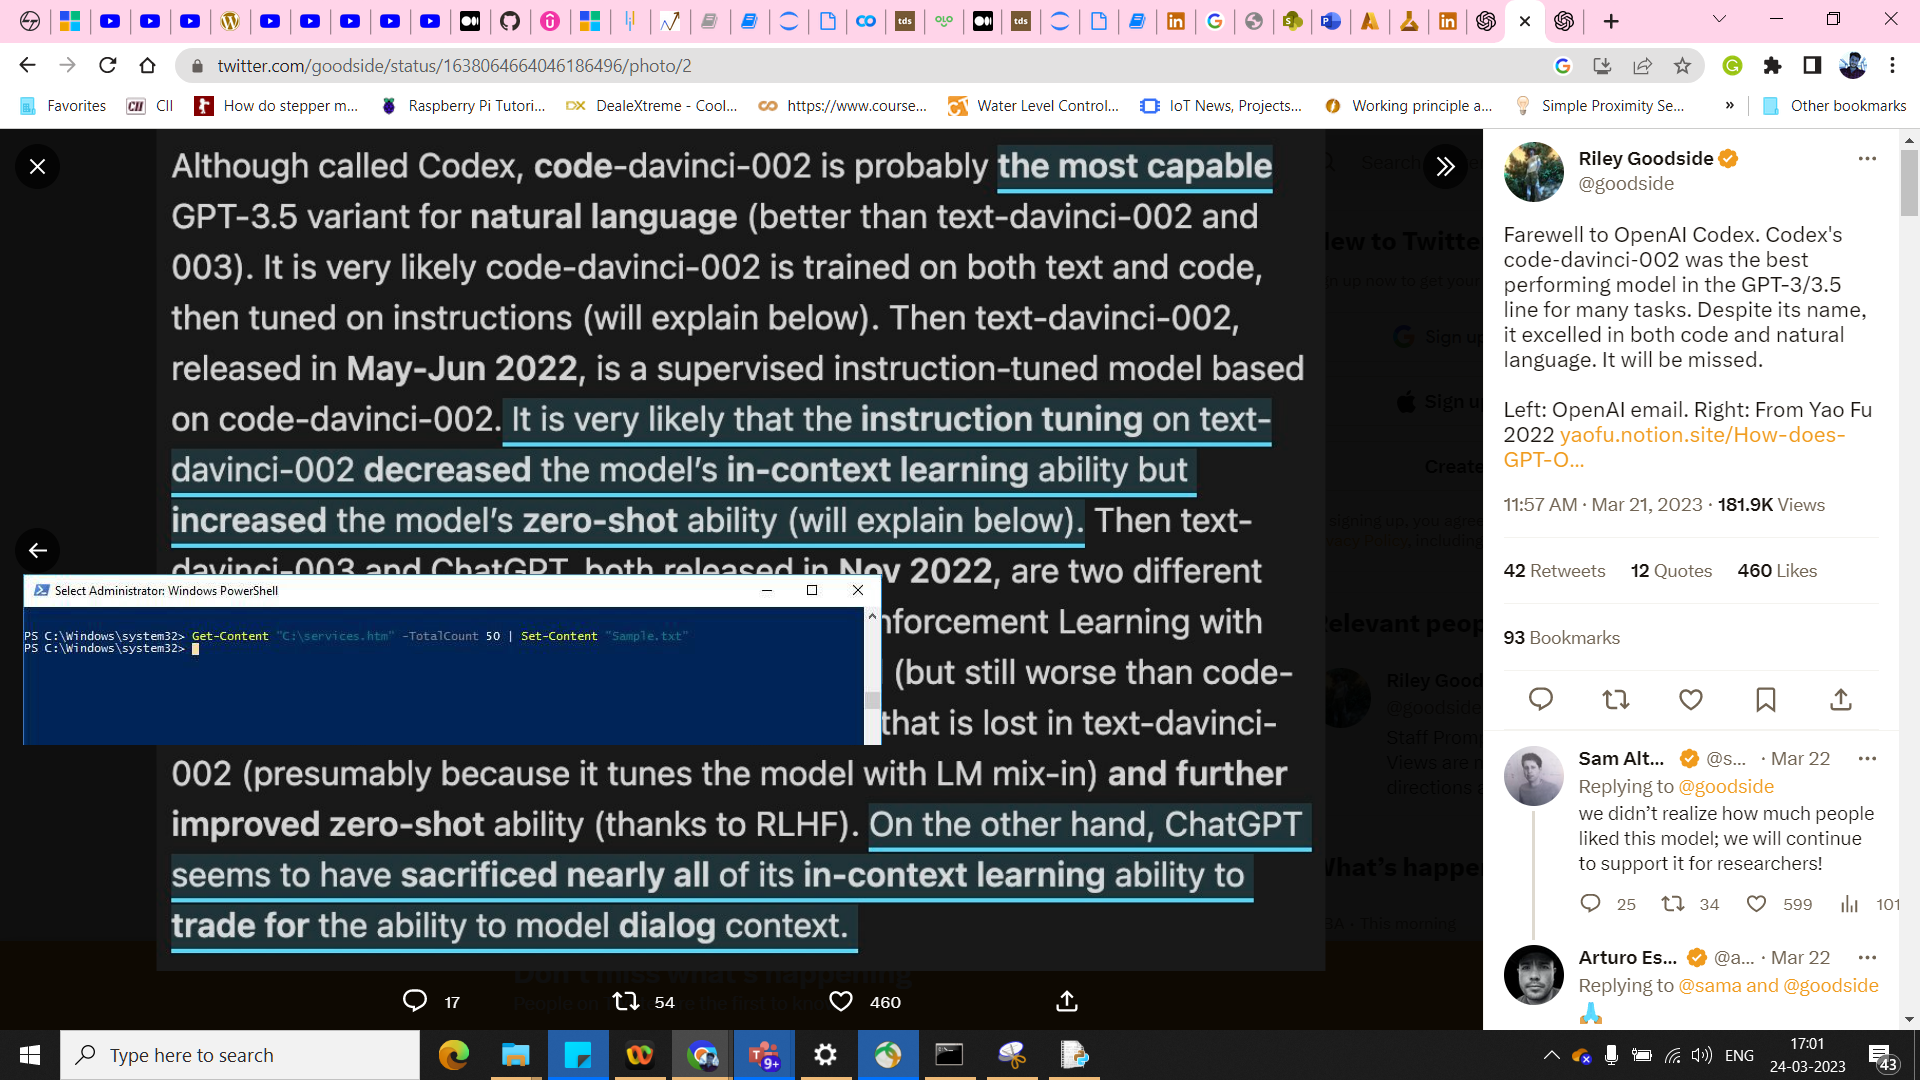 twitter.com/goodside/status/1638064664046186496/photo/2
Favorites
CII
How do stepper m...
Raspberry Pi Tutori...
DealeXtreme - Cool...
https://www.course...
Water Level Control...
IoT News, Projects...
Working principle a...
Simple Proximity Se...
»
Other bookmarks
Although called Codex, code-davinci-002 is probably the most capable
GPT-3.5 variant for natural language (better than text-davinci-002 and
003). It is very likely code-davinci-002 is trained on both text and code,
then tuned on instructions (will explain below). Then text-davinci-002,
released in May-Jun 2022, is a supervised instruction-tuned model based
on code-davinci-002. It is very likely that the instruction tuning on text-
davinci-002 decreased the model's in-context learning ability but
increased the model's zero-shot ability (will explain below). Then text-
davinci-003 and ChatGPT, both released in Nov 2022, are two different
nforcement Learning with
(but still worse than code-
that is lost in text-davinci-
002 (presumably because it tunes the model with LM mix-in) and further
improved zero-shot ability (thanks to RLHF). On the other hand, ChatGPT
seems to have sacrificed nearly all of its in-context learning ability to
trade for the ability to model dialog context.
Select Administrator: Windows PowerShell
PS C:\Windows\system32> Get-Content "C:\services.htm" -TotalCount 50 | Set-Content "Sample.txt"
PS C:\Windows\system32>
17
54
460
Riley Goodside
@goodside
Farewell to OpenAI Codex. Codex's
code-davinci-002 was the best
performing model in the GPT-3/3.5
line for many tasks. Despite its name,
it excelled in both code and natural
language. It will be missed.
Left: OpenAI email. Right: From Yao Fu
2022 yaofu.notion.site/How-does-
GPT-O...
11:57 AM · Mar 21, 2023 · 181.9K Views
42 Retweets 12 Quotes 460 Likes
93 Bookmarks
Sam Alt... @s... · Mar 22
Replying to @goodside
we didn't realize how much people
liked this model; we will continue
to support it for researchers!
25 34 599 101
Arturo Es... @a... · Mar 22
Replying to @sama and @goodside
Type here to search
9+
ENG
17:01
24-03-2023
43